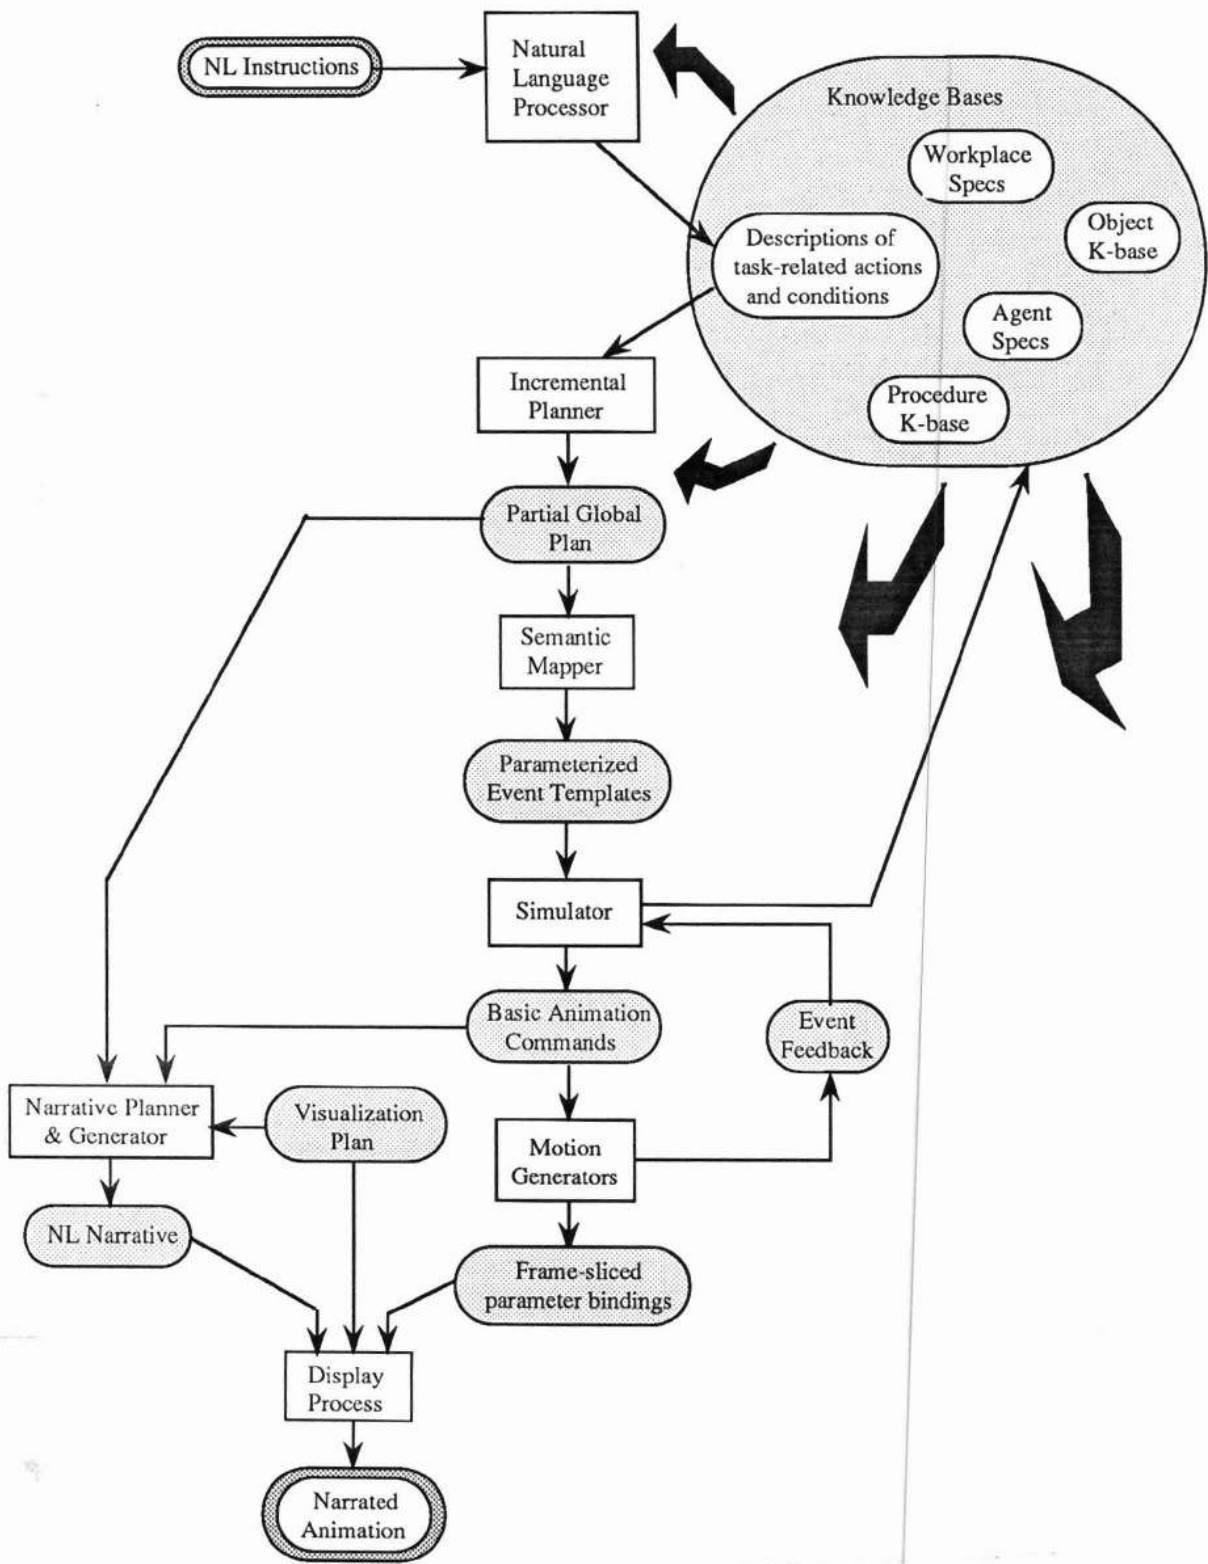 NL Instructions
Natural
Language
Processor
Knowledge Bases
Workplace
Specs
Object
K-base
Descriptions of
task-related actions
and conditions
Agent
Specs
Procedure
K-base
Incremental
Planner
Partial Global
Plan
Semantic
Mapper
Parameterized
Event Templates
Simulator
Basic Animation
Commands
Event
Feedback
Narrative Planner
& Generator
Visualization
Plan
Motion
Generators
NL Narrative
Frame-sliced
parameter bindings
Display
Process
Narrated
Animation